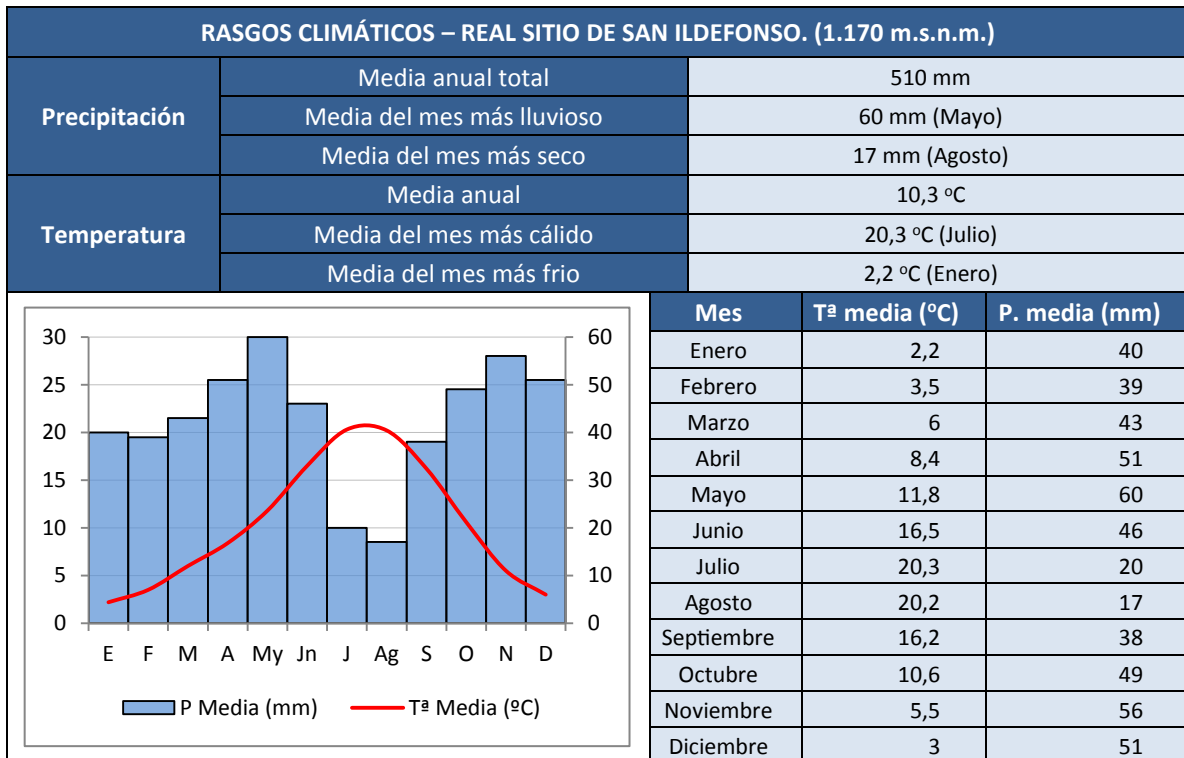 RASGOS CLIMÁTICOS – REAL SITIO DE SAN ILDEFONSO. (1.170 m.s.n.m.)
Precipitación
Media anual total 510 mm
Media del mes más lluvioso 60 mm (Mayo)
Media del mes más seco 17 mm (Agosto)
Temperatura
Media anual 10,3 ºC
Media del mes más cálido 20,3 ºC (Julio)
Media del mes más frio 2,2 ºC (Enero)
30 60
25 50
20 40
15 30
10 20
5 10
0 0
E F M A My Jn J Ag S O N D
P Media (mm) Tª Media (ºC)
Mes Tª media (ºC) P. media (mm)
Enero 2,2 40
Febrero 3,5 39
Marzo 6 43
Abril 8,4 51
Mayo 11,8 60
Junio 16,5 46
Julio 20,3 20
Agosto 20,2 17
Septiembre 16,2 38
Octubre 10,6 49
Noviembre 5,5 56
Diciembre 3 51